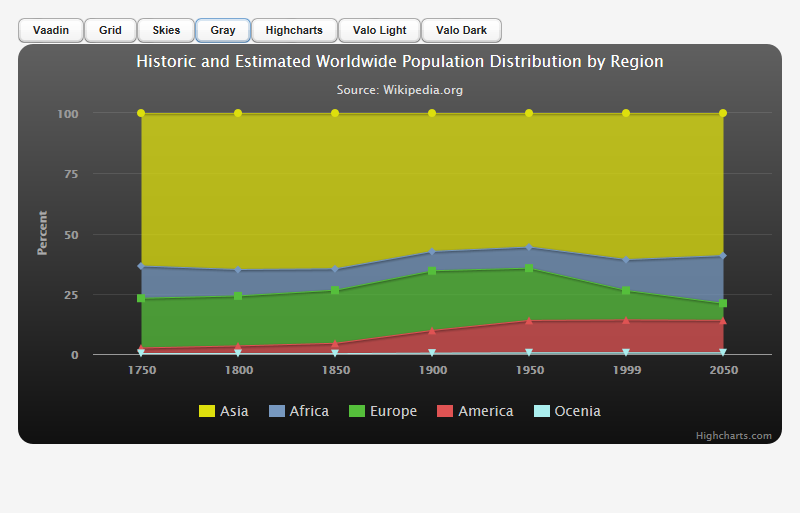 Vaadin Grid Skies Gray Highcharts Valo Light Valo Dark
Historic and Estimated Worldwide Population Distribution by Region
Source: Wikipedia.org
100
75
50
25
0
Percent
1750 1800 1850 1900 1950 1999 2050
Asia Africa Europe America Ocenia
Highcharts.com